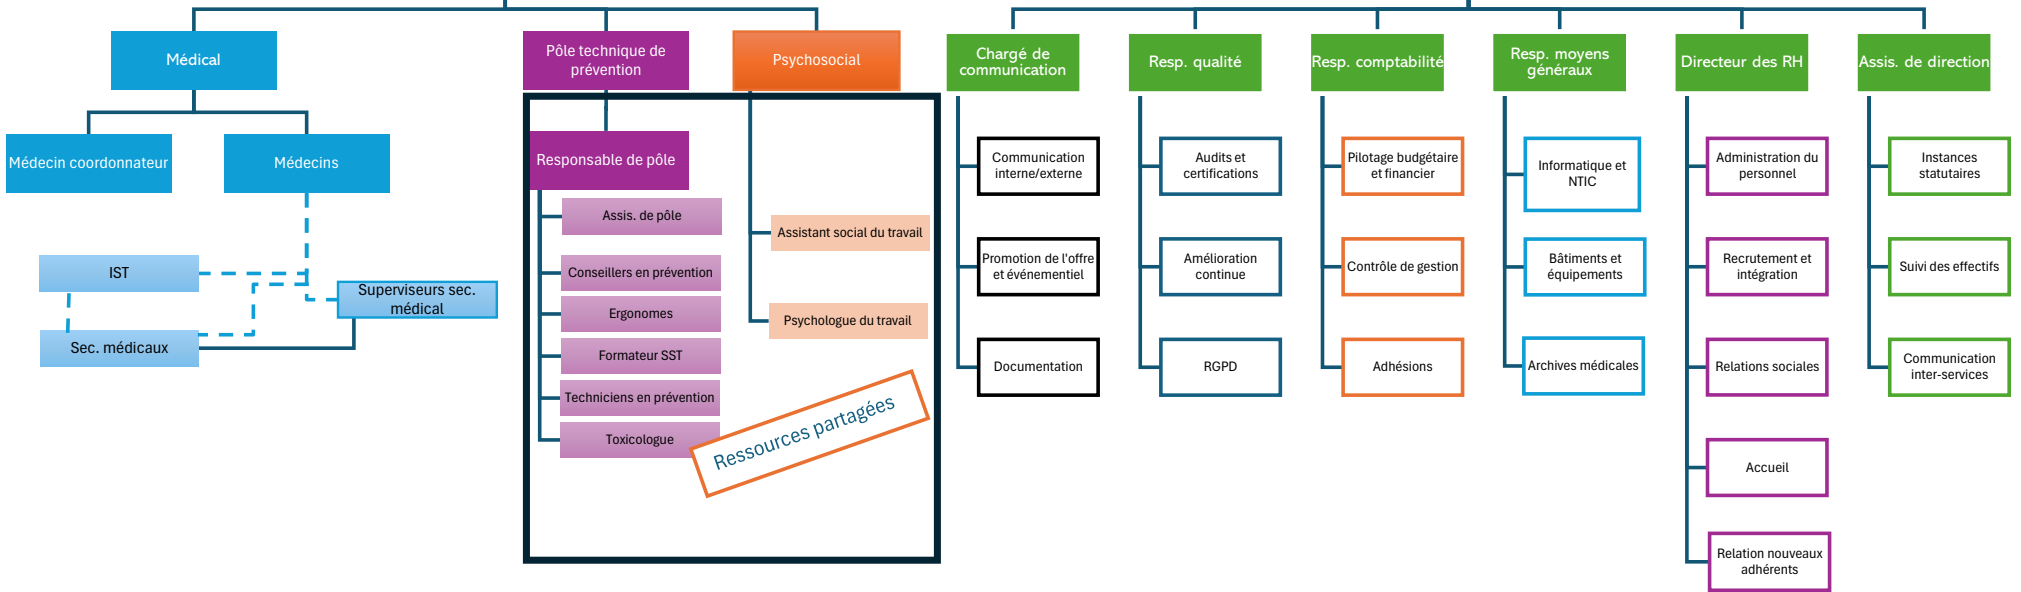 Médical
Médecin coordonnateur
Médecins
IST
Sec. médicaux
Superviseurs sec.
médical
Pôle technique de
prévention
Responsable de pôle
Assis. de pôle
Conseillers en prévention
Ergonomes
Formateur SST
Techniciens en prévention
Toxicologue
Psychosocial
Assistant social du travail
Psychologue du travail
Ressources partagées
Chargé de
communication
Communication
interne/externe
Promotion de l'offre
et événementiel
Documentation
Resp. qualité
Audits et
certifications
Amélioration
continue
RGPD
Resp. comptabilité
Pilotage budgétaire
et financier
Contrôle de gestion
Adhésions
Resp. moyens
généraux
Informatique et
NTIC
Bâtiments et
équipements
Archives médicales
Directeur des RH
Administration du
personnel
Recrutement et
intégration
Relations sociales
Accueil
Relation nouveaux
adhérents
Assis. de direction
Instances
statutaires
Suivi des effectifs
Communication
inter-services